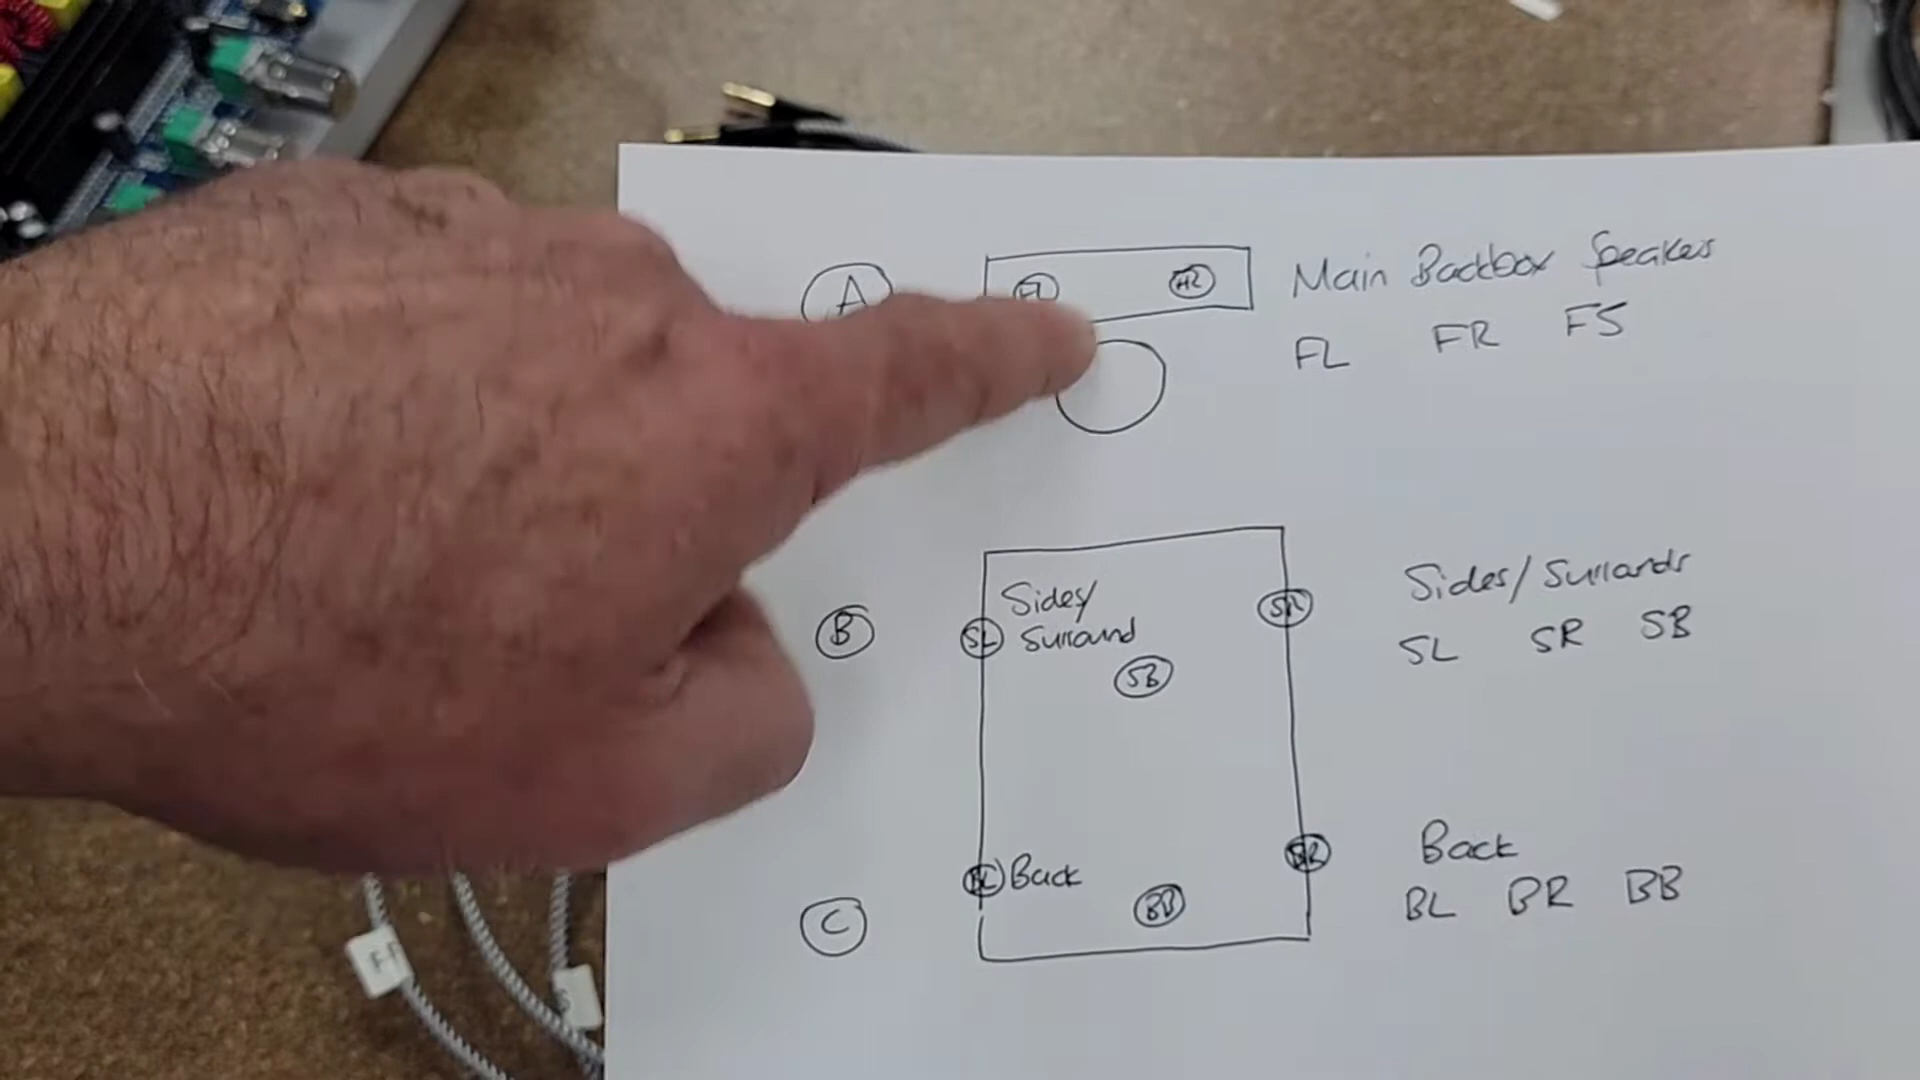 A
FL
FR
Main Backbox Speakers
FL FR FS
B
Sides/
Surround
SL
SR
SB
Sides/Surrounds
SL SR SB
C
BL
Back
BB
BR
Back
BL BR BB